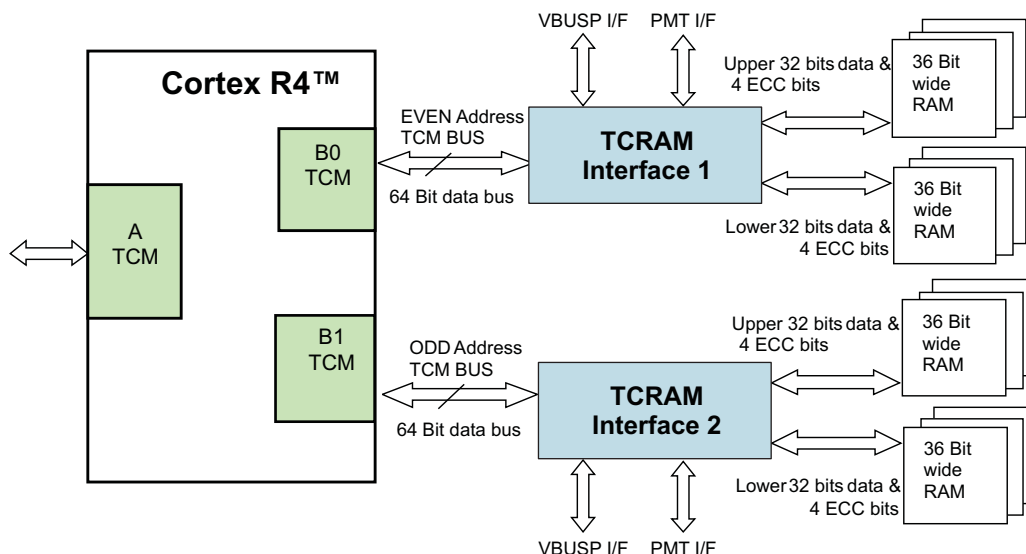 VBUSP I/F
PMT I/F
Cortex R4™
Upper 32 bits data &
4 ECC bits
36 Bit
wide
RAM
EVEN Address
TCM BUS
TCRAM
Interface 1
B0
TCM
64 Bit data bus
36 Bit
wide
RAM
Lower 32 bits data &
4 ECC bits
A
TCM
Upper 32 bits data &
4 ECC bits
36 Bit
wide
RAM
B1
TCM
ODD Address
TCM BUS
TCRAM
Interface 2
64 Bit data bus
36 Bit
wide
RAM
Lower 32 bits data &
4 ECC bits
VBUSP I/F
PMT I/F